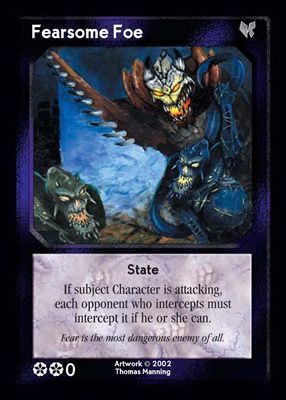 Fearsome Foe
State
If subject Character is attacking,
each opponent who intercepts must
intercept it if he or she can.
Fear is the most dangerous enemy of all.
0
Artwork © 2002
Thomas Manning